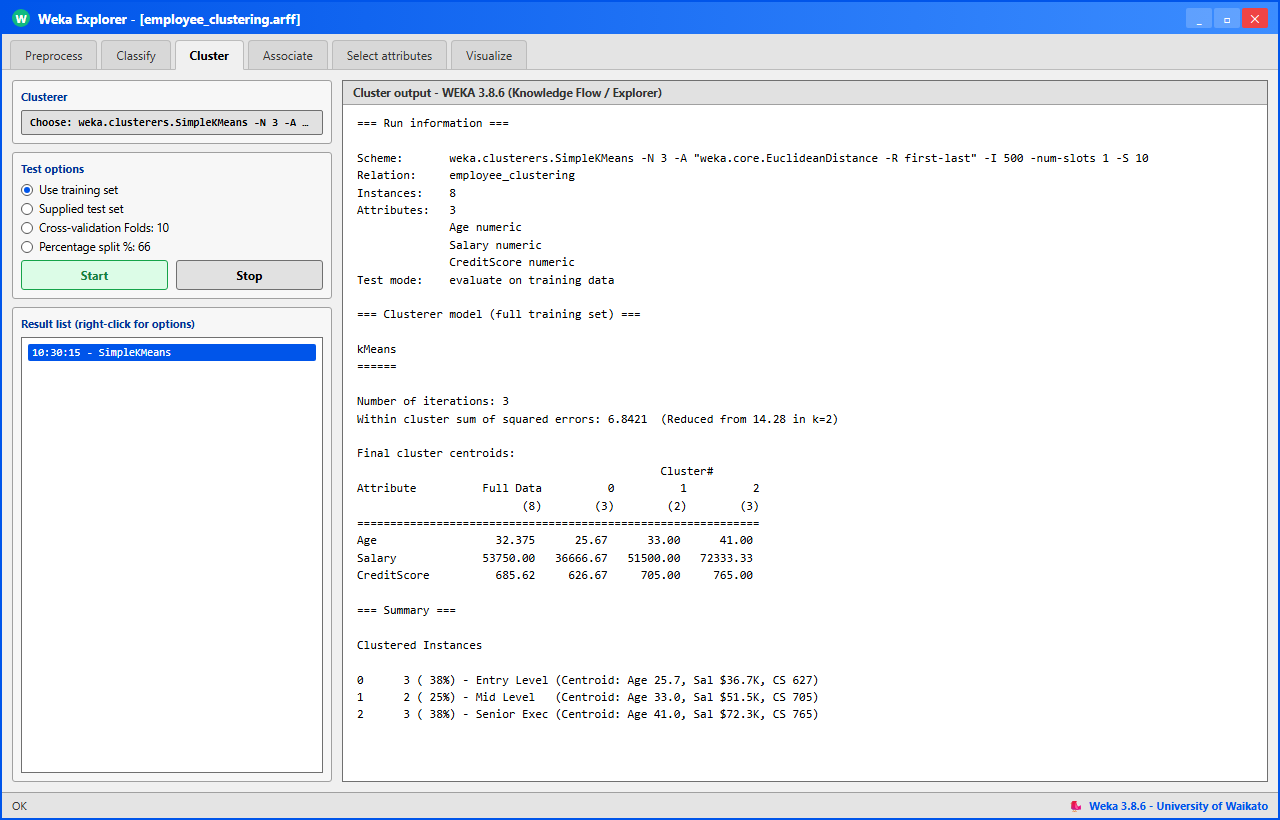 W Weka Explorer - [employee_clustering.arff]
Preprocess Classify Cluster Associate Select attributes Visualize
Clusterer
Choose: weka.clusterers.SimpleKMeans -N 3 -A …
Test options
Use training set
Supplied test set
Cross-validation Folds: 10
Percentage split %: 66
Start Stop
Result list (right-click for options)
10:30:15 - SimpleKMeans
Cluster output - WEKA 3.8.6 (Knowledge Flow / Explorer)
=== Run information ===
Scheme: weka.clusterers.SimpleKMeans -N 3 -A "weka.core.EuclideanDistance -R first-last" -I 500 -num-slots 1 -S 10
Relation: employee_clustering
Instances: 8
Attributes: 3
Age numeric
Salary numeric
CreditScore numeric
Test mode: evaluate on training data
=== Clusterer model (full training set) ===
kMeans
======
Number of iterations: 3
Within cluster sum of squared errors: 6.8421 (Reduced from 14.28 in k=2)
Final cluster centroids:
Cluster#
Attribute Full Data 0 1 2
(8) (3) (2) (3)
=============================================================
Age 32.375 25.67 33.00 41.00
Salary 53750.00 36666.67 51500.00 72333.33
CreditScore 685.62 626.67 705.00 765.00
=== Summary ===
Clustered Instances
0 3 ( 38%) - Entry Level (Centroid: Age 25.7, Sal $36.7K, CS 627)
1 2 ( 25%) - Mid Level (Centroid: Age 33.0, Sal $51.5K, CS 705)
2 3 ( 38%) - Senior Exec (Centroid: Age 41.0, Sal $72.3K, CS 765)
OK
Weka 3.8.6 - University of Waikato